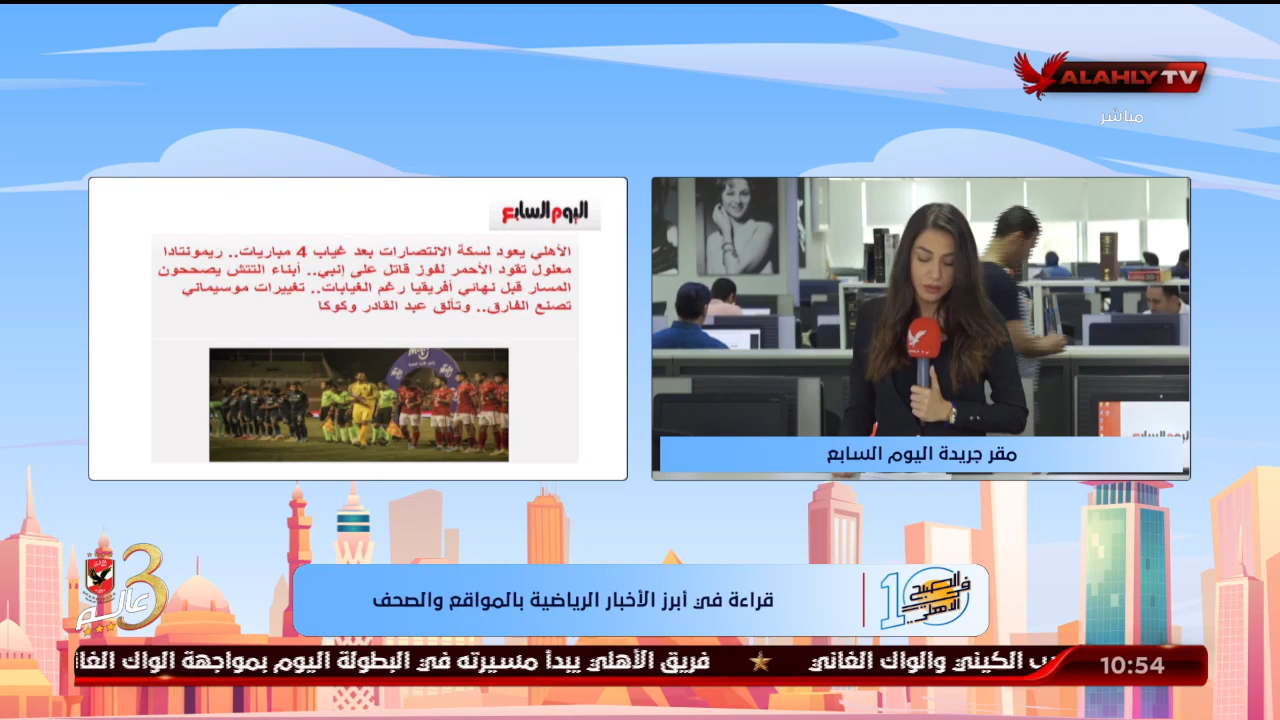 ALAHLY TV
مباشر
اليوم السابع
الأهلي يعود لسكة الانتصارات بعد غياب 4 مباريات.. ريمونتادا
معلول تقود الأحمر لفوز قاتل على إنبي.. أبناء التتش يصححون
المسار قبل نهائي أفريقيا رغم الغيابات.. تغييرات موسيماني
تصنع الفارق.. وتألق عبد القادر وكوكا
مقر جريدة اليوم السابع
3 عالم
10 الصبح في الأهلي..
قراءة في أبرز الأخبار الرياضية بالمواقع والصحف
الكيني والواك الغاني ★ فريق الأهلي يبدأ مسيرته في البطولة اليوم بمواجهة الواك
10:54